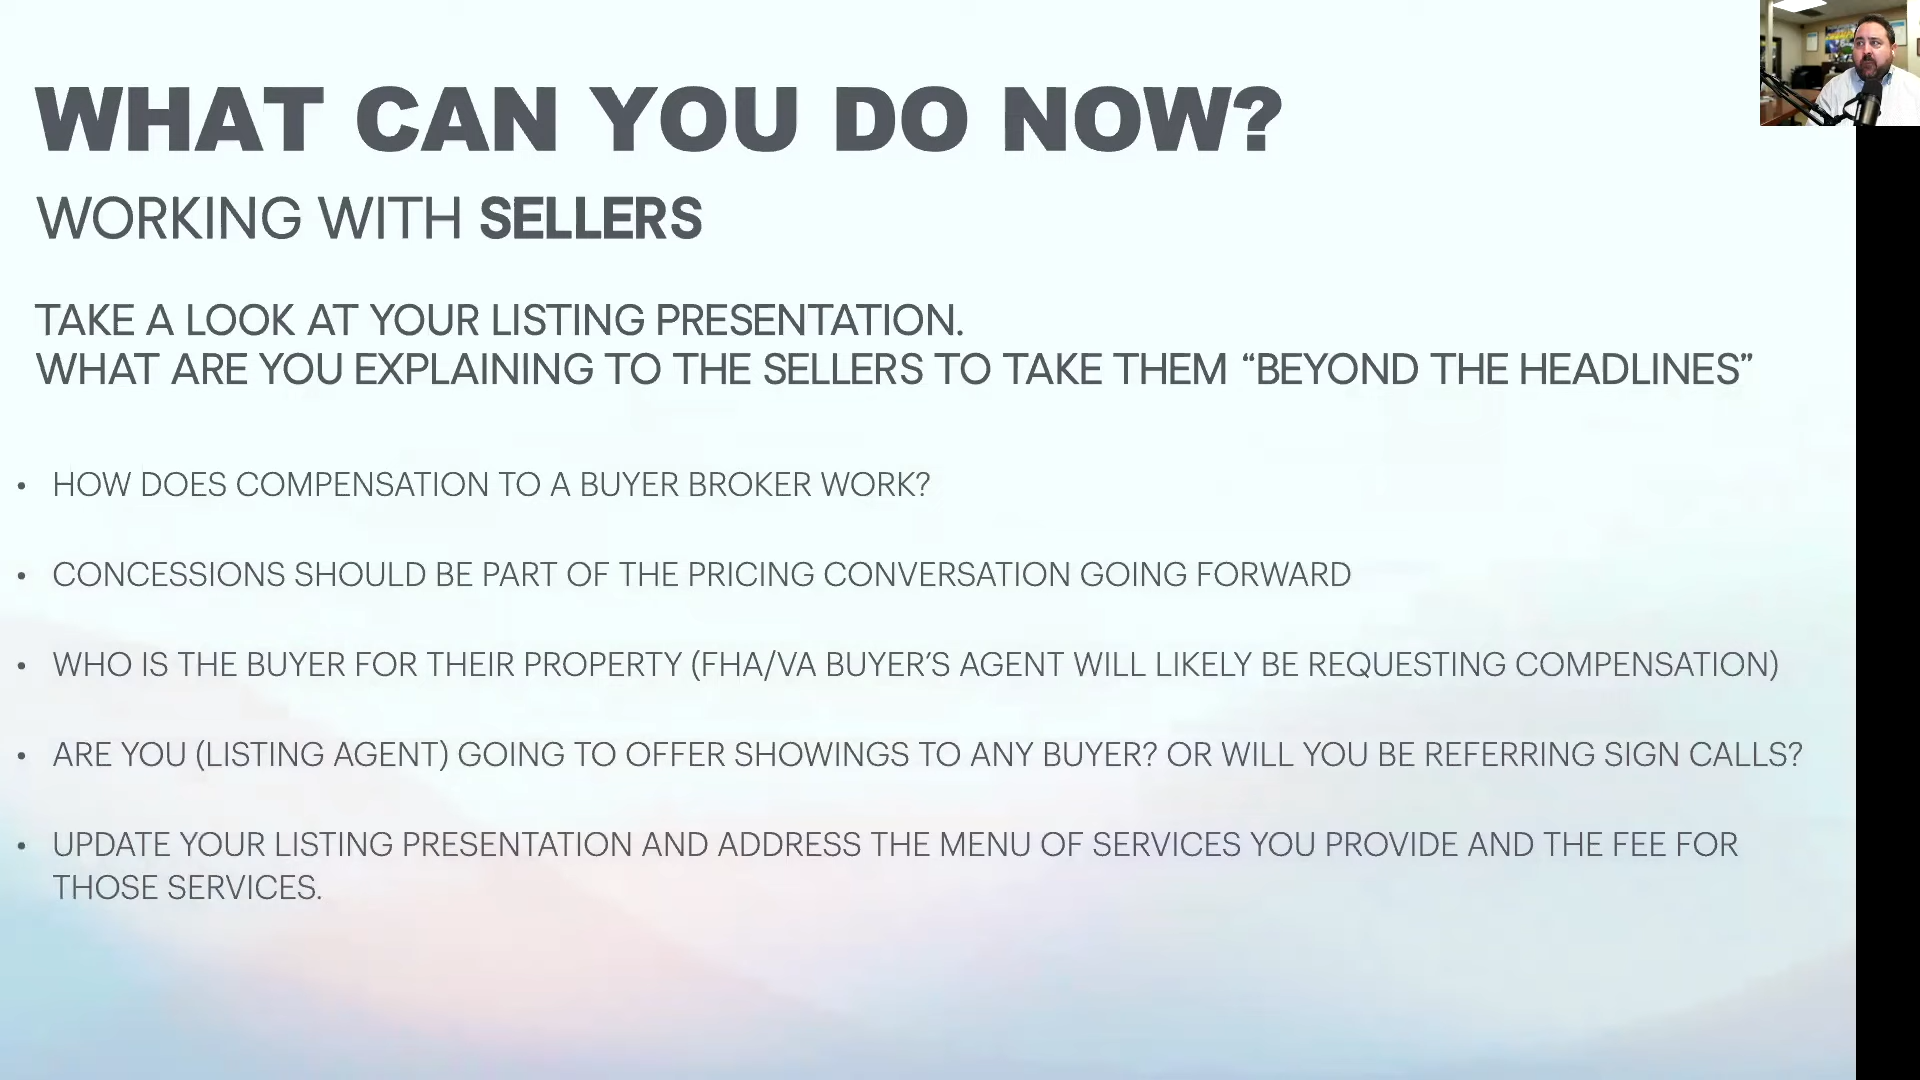 WHAT CAN YOU DO NOW?
WORKING WITH SELLERS
TAKE A LOOK AT YOUR LISTING PRESENTATION.
WHAT ARE YOU EXPLAINING TO THE SELLERS TO TAKE THEM “BEYOND THE HEADLINES”
• HOW DOES COMPENSATION TO A BUYER BROKER WORK?
• CONCESSIONS SHOULD BE PART OF THE PRICING CONVERSATION GOING FORWARD
• WHO IS THE BUYER FOR THEIR PROPERTY (FHA/VA BUYER’S AGENT WILL LIKELY BE REQUESTING COMPENSATION)
• ARE YOU (LISTING AGENT) GOING TO OFFER SHOWINGS TO ANY BUYER? OR WILL YOU BE REFERRING SIGN CALLS?
• UPDATE YOUR LISTING PRESENTATION AND ADDRESS THE MENU OF SERVICES YOU PROVIDE AND THE FEE FOR
THOSE SERVICES.